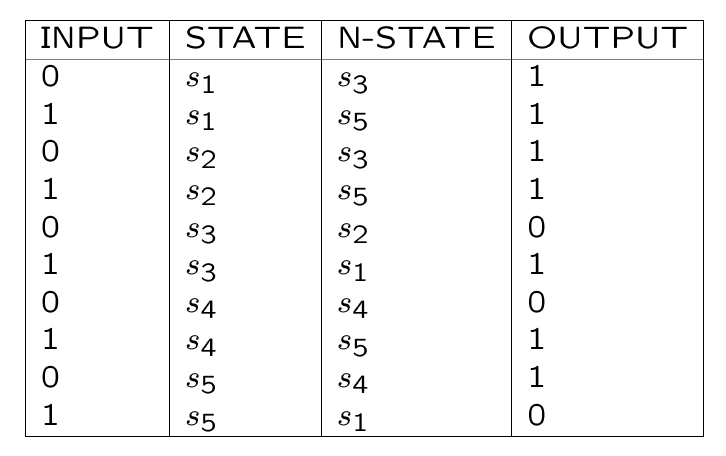 INPUT STATE N-STATE OUTPUT
0 s₁ s₃ 1
1 s₁ s₅ 1
0 s₂ s₃ 1
1 s₂ s₅ 1
0 s₃ s₂ 0
1 s₃ s₁ 1
0 s₄ s₄ 0
1 s₄ s₅ 1
0 s₅ s₄ 1
1 s₅ s₁ 0